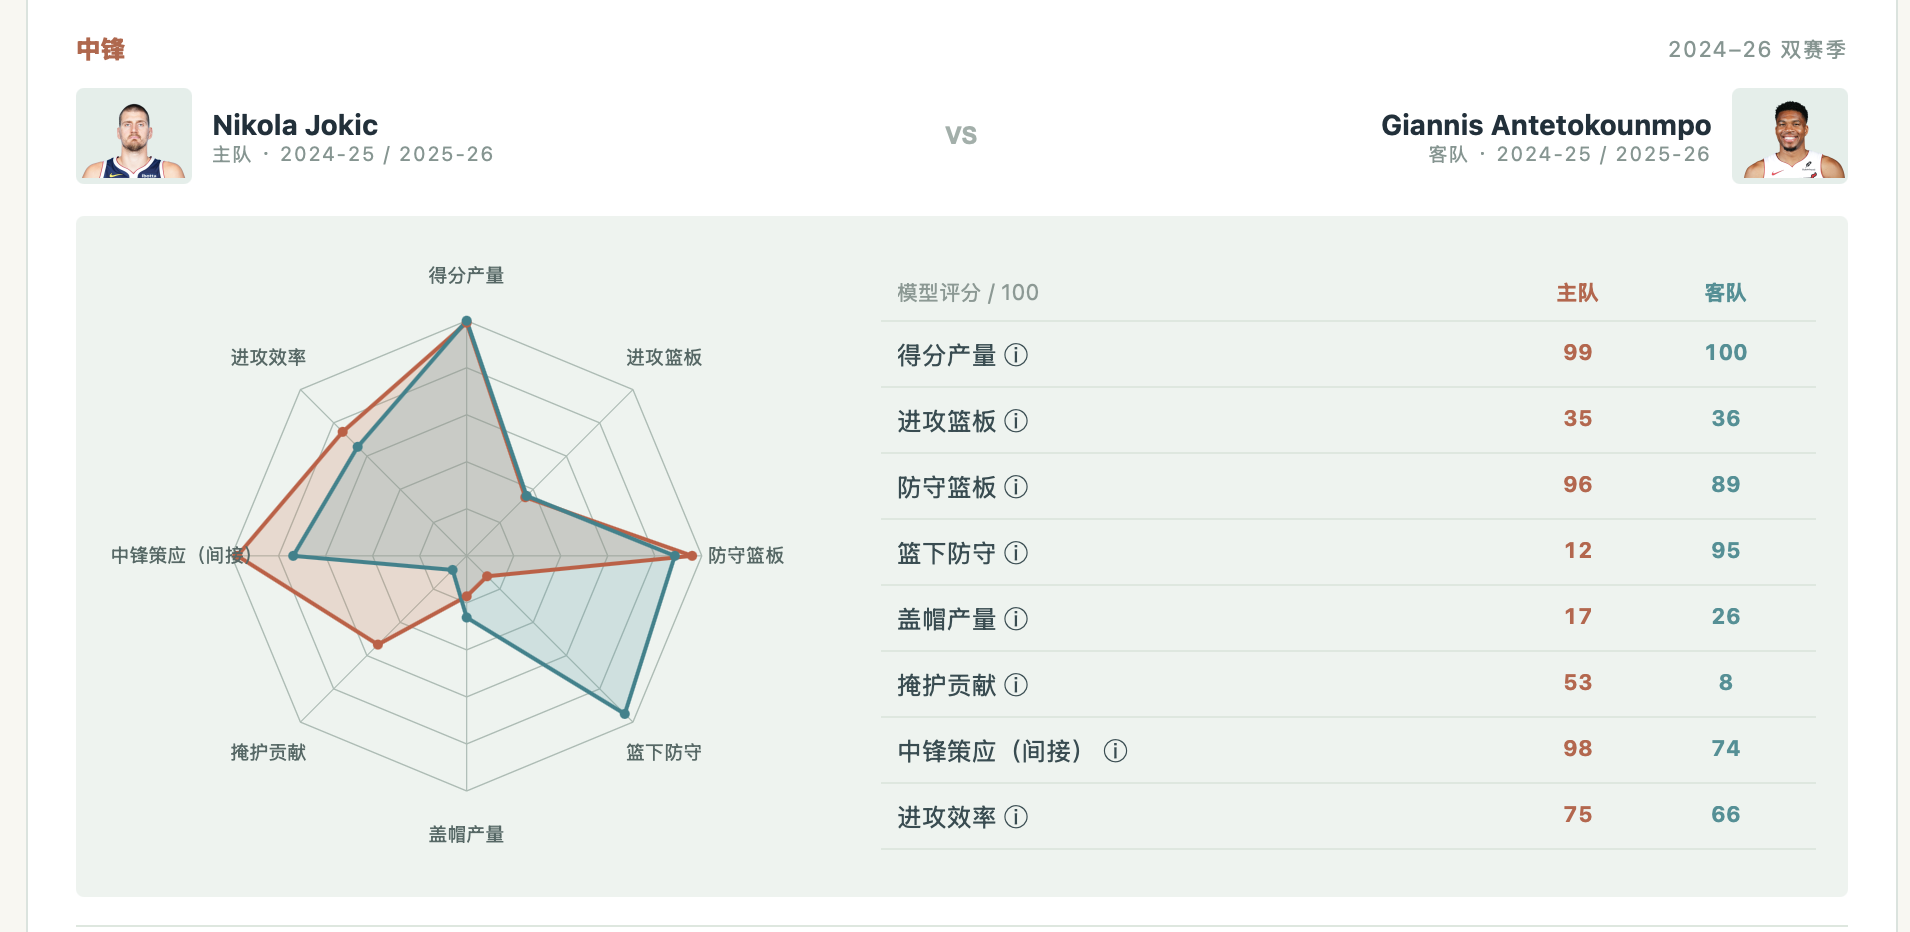 中锋
2024–26 双赛季
Nikola Jokic
主队 · 2024-25 / 2025-26
VS
Giannis Antetokounmpo
客队 · 2024-25 / 2025-26
得分产量
进攻效率
进攻篮板
中锋策应（间接）
防守篮板
掩护贡献
篮下防守
盖帽产量
模型评分 / 100 主队 客队
得分产量 ⓘ 99 100
进攻篮板 ⓘ 35 36
防守篮板 ⓘ 96 89
篮下防守 ⓘ 12 95
盖帽产量 ⓘ 17 26
掩护贡献 ⓘ 53 8
中锋策应（间接） ⓘ 98 74
进攻效率 ⓘ 75 66